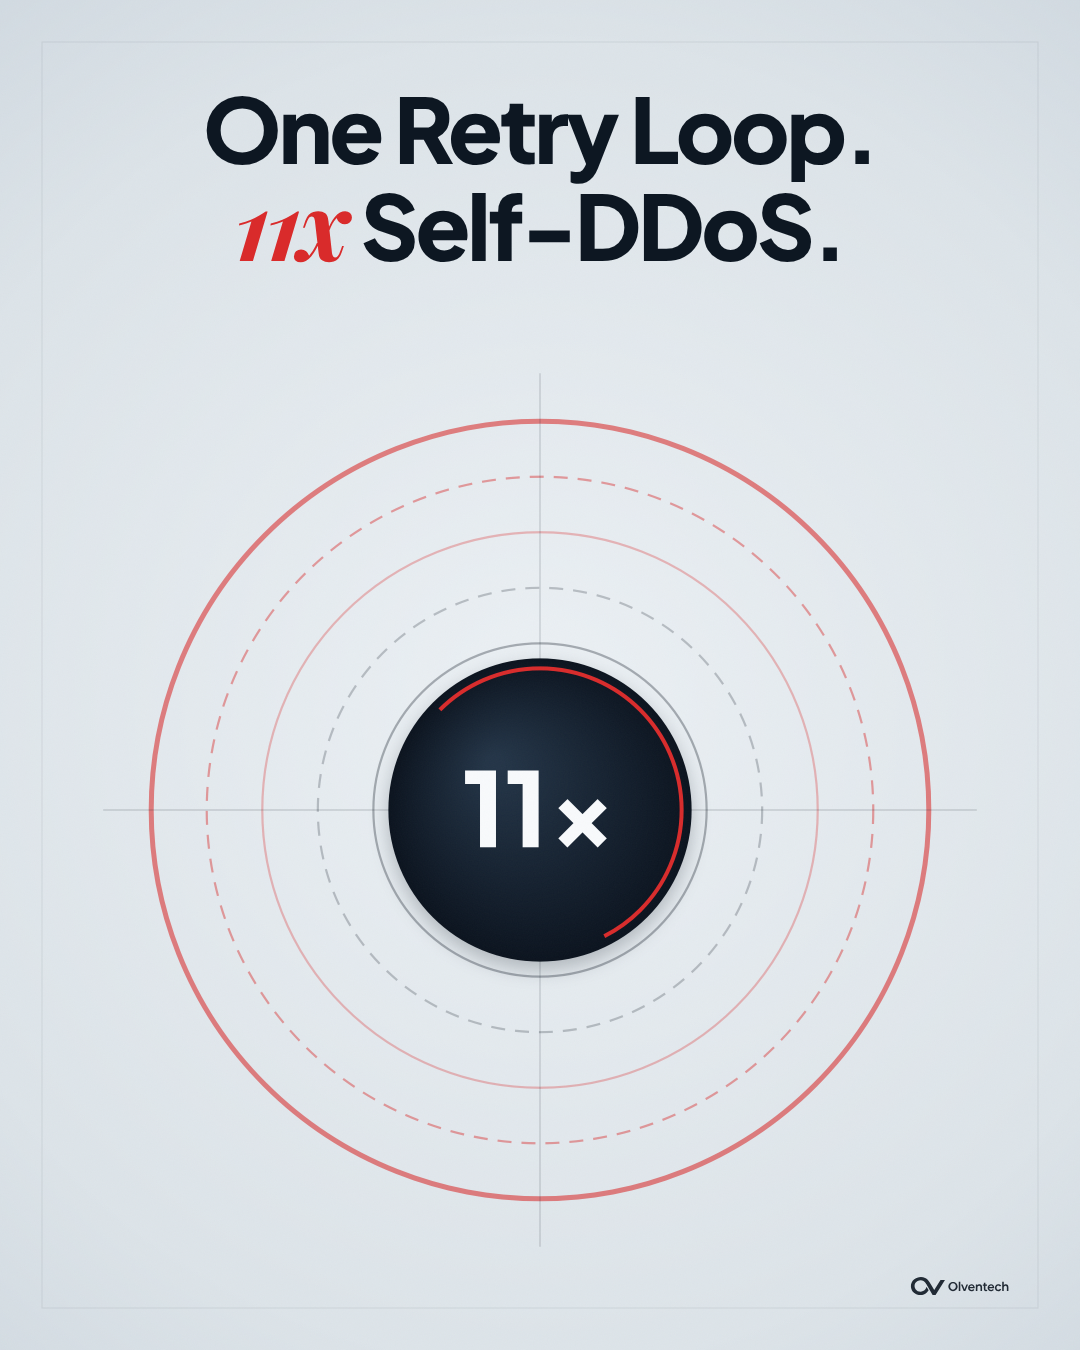 One Retry Loop.
11x Self-DDoS.
11×
Olventech